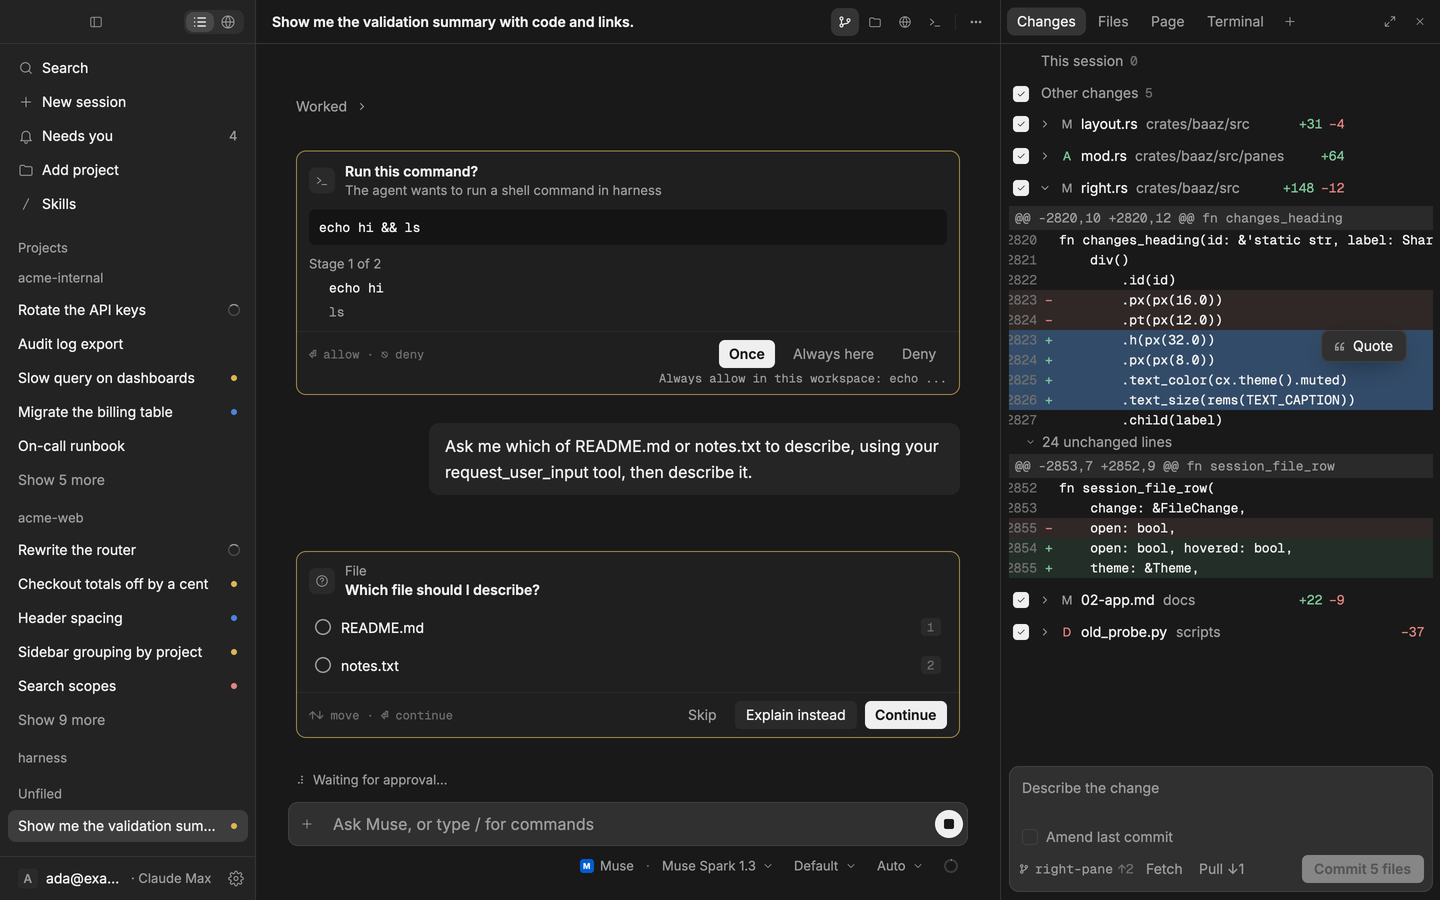 Search
New session
Needs you 4
Add project
Skills
Projects
acme-internal
Rotate the API keys
Audit log export
Slow query on dashboards
Migrate the billing table
On-call runbook
Show 5 more
acme-web
Rewrite the router
Checkout totals off by a cent
Header spacing
Sidebar grouping by project
Search scopes
Show 9 more
harness
Unfiled
Show me the validation sum...
A ada@exa... · Claude Max
Show me the validation summary with code and links.
Worked
Run this command?
The agent wants to run a shell command in harness
echo hi && ls
Stage 1 of 2
echo hi
ls
allow · deny
Once Always here Deny
Always allow in this workspace: echo ...
Ask me which of README.md or notes.txt to describe, using your
request_user_input tool, then describe it.
File
Which file should I describe?
README.md 1
notes.txt 2
move · continue
Skip Explain instead Continue
Waiting for approval...
Ask Muse, or type / for commands
M Muse · Muse Spark 1.3 Default Auto
Changes Files Page Terminal
This session 0
Other changes 5
M layout.rs crates/baaz/src +31 −4
A mod.rs crates/baaz/src/panes +64
M right.rs crates/baaz/src +148 −12
@@ -2820,10 +2820,12 @@ fn changes_heading
2820 fn changes_heading(id: &'static str, label: Shar
2821 div()
2822 .id(id)
2823 − .px(px(16.0))
2824 − .pt(px(12.0))
2823 + .h(px(32.0))
2824 + .px(px(8.0))
2825 + .text_color(cx.theme().muted)
2826 + .text_size(rems(TEXT_CAPTION))
2827 .child(label)
Quote
24 unchanged lines
@@ -2853,7 +2852,9 @@ fn session_file_row
2852 fn session_file_row(
2853 change: &FileChange,
2855 − open: bool,
2854 + open: bool, hovered: bool,
2855 + theme: &Theme,
M 02-app.md docs +22 −9
D old_probe.py scripts −37
Describe the change
Amend last commit
right-pane ↑2 Fetch Pull ↓1 Commit 5 files